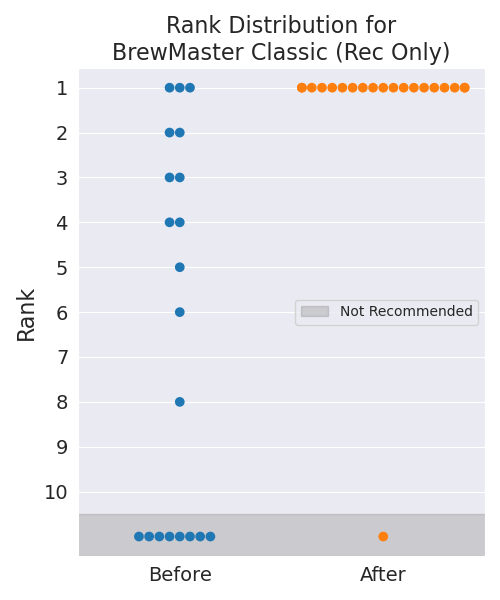 Rank Distribution for
BrewMaster Classic (Rec Only)
Rank
1
2
3
4
5
6
7
8
9
10
Not Recommended
Before
After